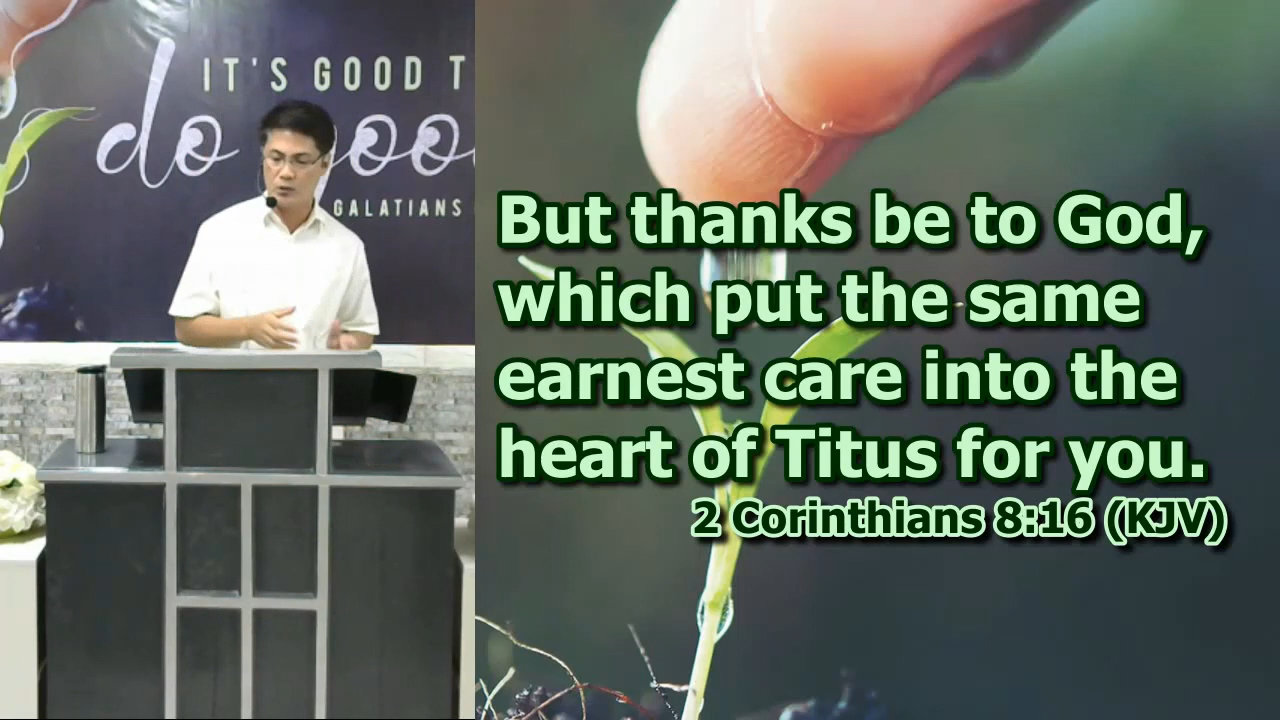 IT'S GOOD T
do goo
GALATIANS
But thanks be to God,
which put the same
earnest care into the
heart of Titus for you.
2 Corinthians 8:16 (KJV)